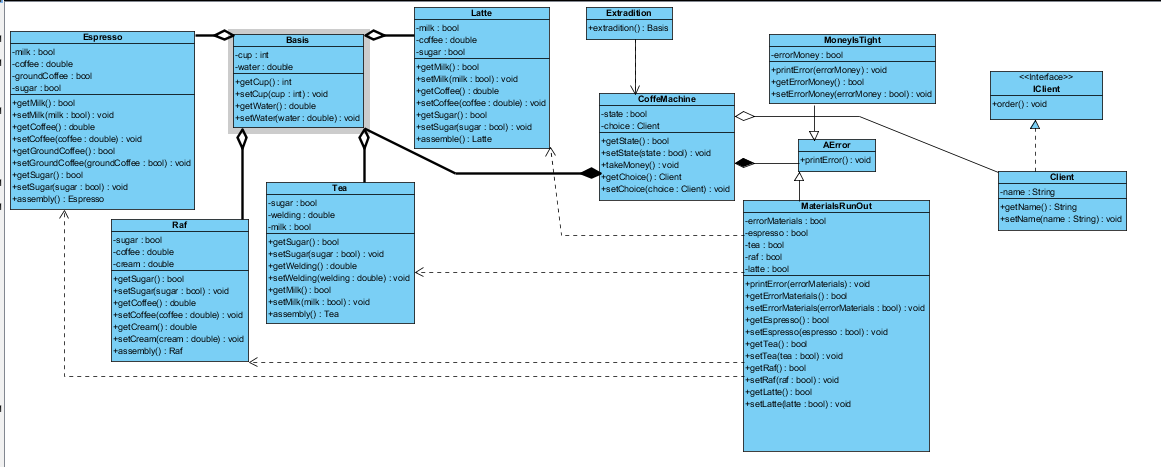 Espresso
-milk : bool
-coffee : double
-groundCoffee : bool
-sugar : bool
+getMilk() : bool
+setMilk(milk : bool) : void
+getCoffee() : double
+setCoffee(coffee : double) : void
+getGroundCoffee() : bool
+setGroundCoffee(groundCoffee : bool) : void
+getSugar() : bool
+setSugar(sugar : bool) : void
+assembly() : Espresso
Basis
-cup : int
-water : double
+getCup() : int
+setCup(cup : int) : void
+getWater() : double
+setWater(water : double) : void
Latte
-milk : bool
-coffee : double
-sugar : bool
+getMilk() : bool
+setMilk(milk : bool) : void
+getCoffee() : double
+setCoffee(coffee : double) : void
+getSugar() : bool
+setSugar(sugar : bool) : void
+assemply() : Latte
Extradition
+extradition() : Basis
MoneyIsTight
-errorMoney : bool
+printError(errorMoney) : void
+getErrorMoney() : bool
+setErrorMoney(errorMoney : bool) : void
<<Interface>>
IClient
+order() : void
CoffeMachine
-state : bool
-choice : Client
+getState() : bool
+setState(state : bool) : void
+takeMoney() : void
+getChoice() : Client
+setChoice(choice : Client) : void
AError
+printError() : void
Client
-name : String
+getName() : String
+setName(name : String) : void
Raf
-sugar : bool
-coffee : double
-cream : double
+getSugar() : bool
+setSugar(sugar : bool) : void
+getCoffee() : double
+setCoffee(coffee : double) : void
+getCream() : double
+setCream(cream : double) : void
+assembly() : Raf
Tea
-sugar : bool
-welding : double
-milk : bool
+getSugar() : bool
+setSugar(sugar : bool) : void
+getWelding() : double
+setWelding(welding : double) : void
+getMilk() : bool
+setMilk(milk : bool) : void
+assembly() : Tea
MaterialsRunOut
-errorMaterials : bool
-espresso : bool
-tea : bool
-raf : bool
-latte : bool
+printError(errorMaterials) : void
+getErrorMaterials() : bool
+setErrorMaterials(errorMaterials : bool) : void
+getEspresso() : bool
+setEspresso(espresso : bool) : void
+getTea() : bool
+setTea(tea : bool) : void
+getRaf() : bool
+setRaf(raf : bool) : void
+getLatte() : bool
+setLatte(latte : bool) : void